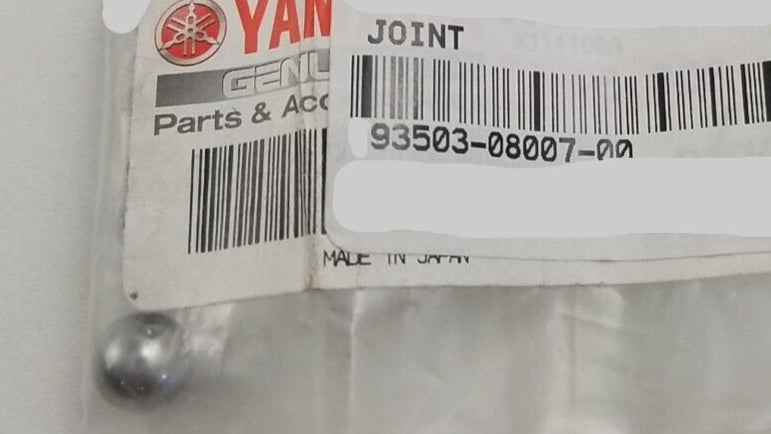 YAM
GENU
Parts & Acc
JOINT
93503-08007-00
MADE IN JAPAN